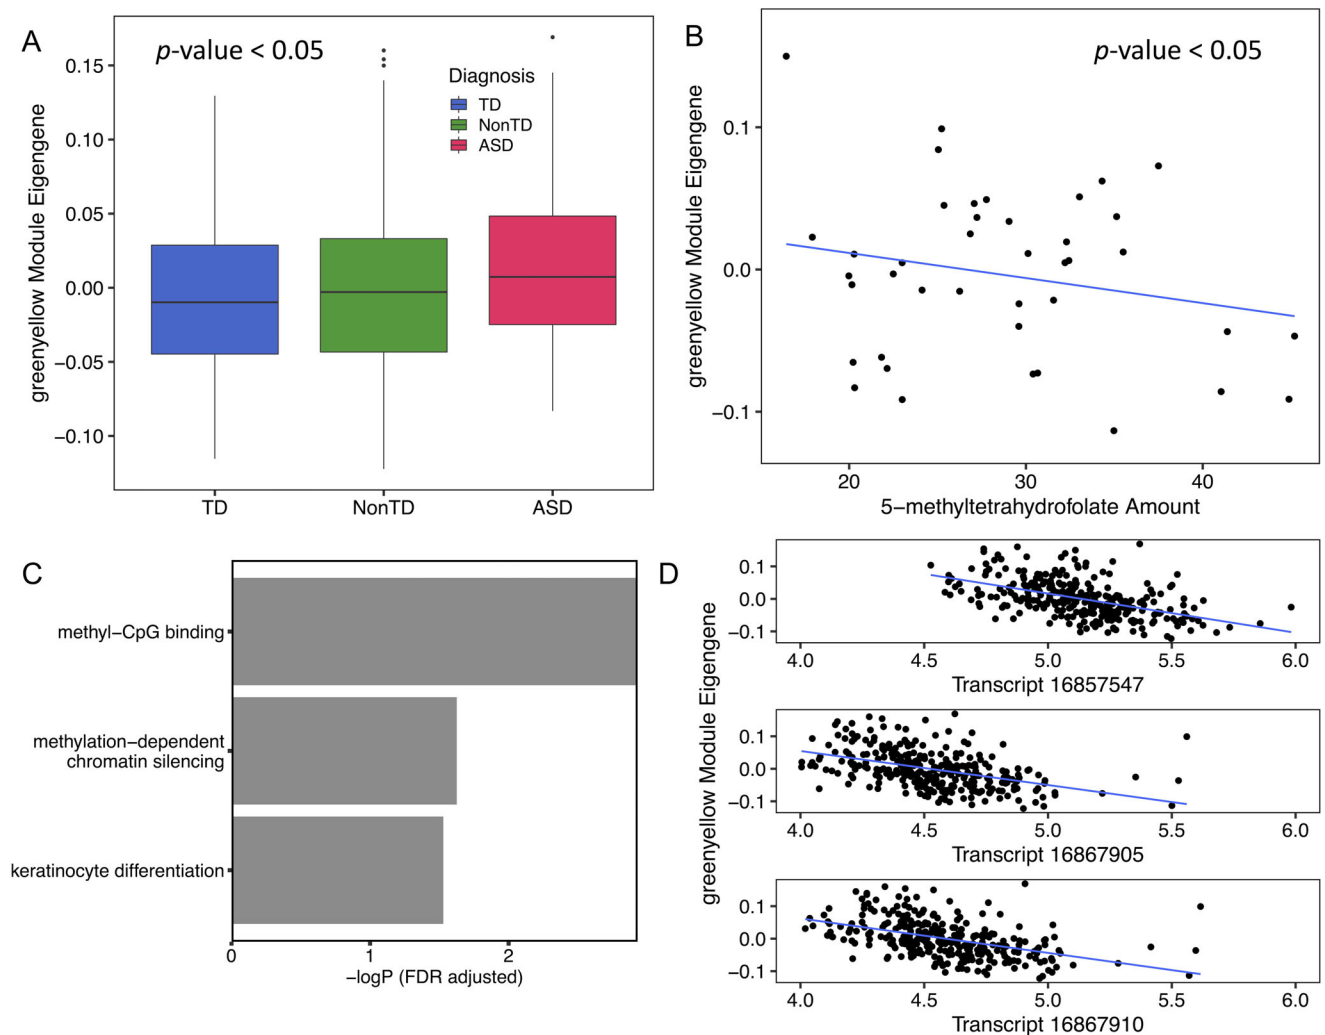 A
p-value < 0.05
Diagnosis
TD
NonTD
ASD
greenyellow Module Eigengene
0.15
0.10
0.05
0.00
−0.05
−0.10
TD NonTD ASD
B
p-value < 0.05
greenyellow Module Eigengene
0.1
0.0
−0.1
20 30 40
5−methyltetrahydrofolate Amount
C
methyl−CpG binding
methylation−dependent
chromatin silencing
keratinocyte differentiation
0 1 2
−logP (FDR adjusted)
D
greenyellow Module Eigengene
0.1
0.0
−0.1
4.0 4.5 5.0 5.5 6.0
Transcript 16857547
0.1
0.0
−0.1
4.0 4.5 5.0 5.5 6.0
Transcript 16867905
0.1
0.0
−0.1
4.0 4.5 5.0 5.5 6.0
Transcript 16867910